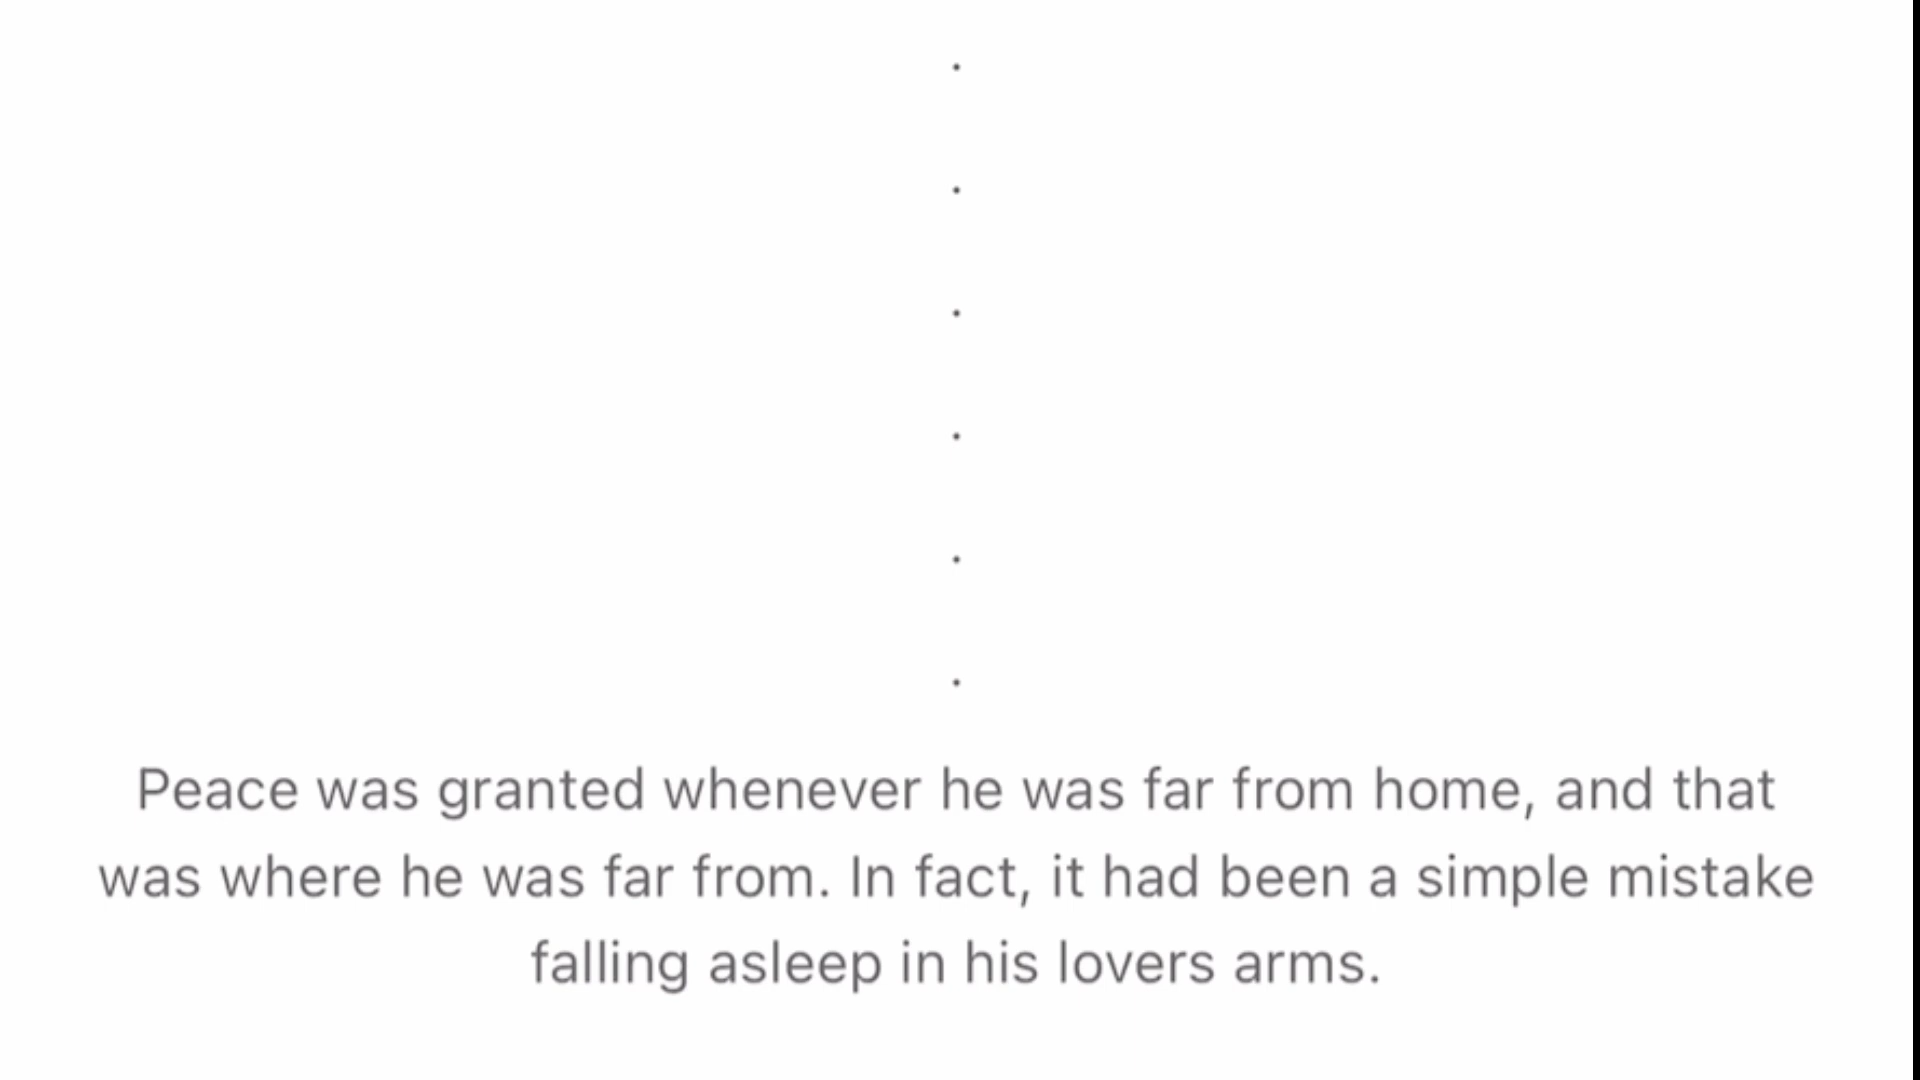 .
.
.
.
.
.
Peace was granted whenever he was far from home, and that
was where he was far from. In fact, it had been a simple mistake
falling asleep in his lovers arms.